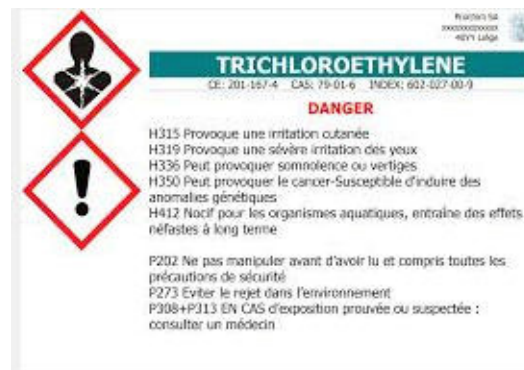 TRICHLOROETHYLENE
CE: 201-167-4 CAS: 79-01-6 INDEX: 602-027-00-9
DANGER
H315 Provoque une irritation cutanée
H319 Provoque une sévère irritation des yeux
H336 Peut provoquer somnolence ou vertiges
H350 Peut provoquer le cancer-Susceptible d'induire des
anomalies génétiques
H412 Nocif pour les organismes aquatiques, entraîne des effets
néfastes à long terme
P202 Ne pas manipuler avant d'avoir lu et compris toutes les
précautions de sécurité
P273 Eviter le rejet dans l'environnement
P308+P313 EN CAS d'exposition prouvée ou suspectée :
consulter un médecin